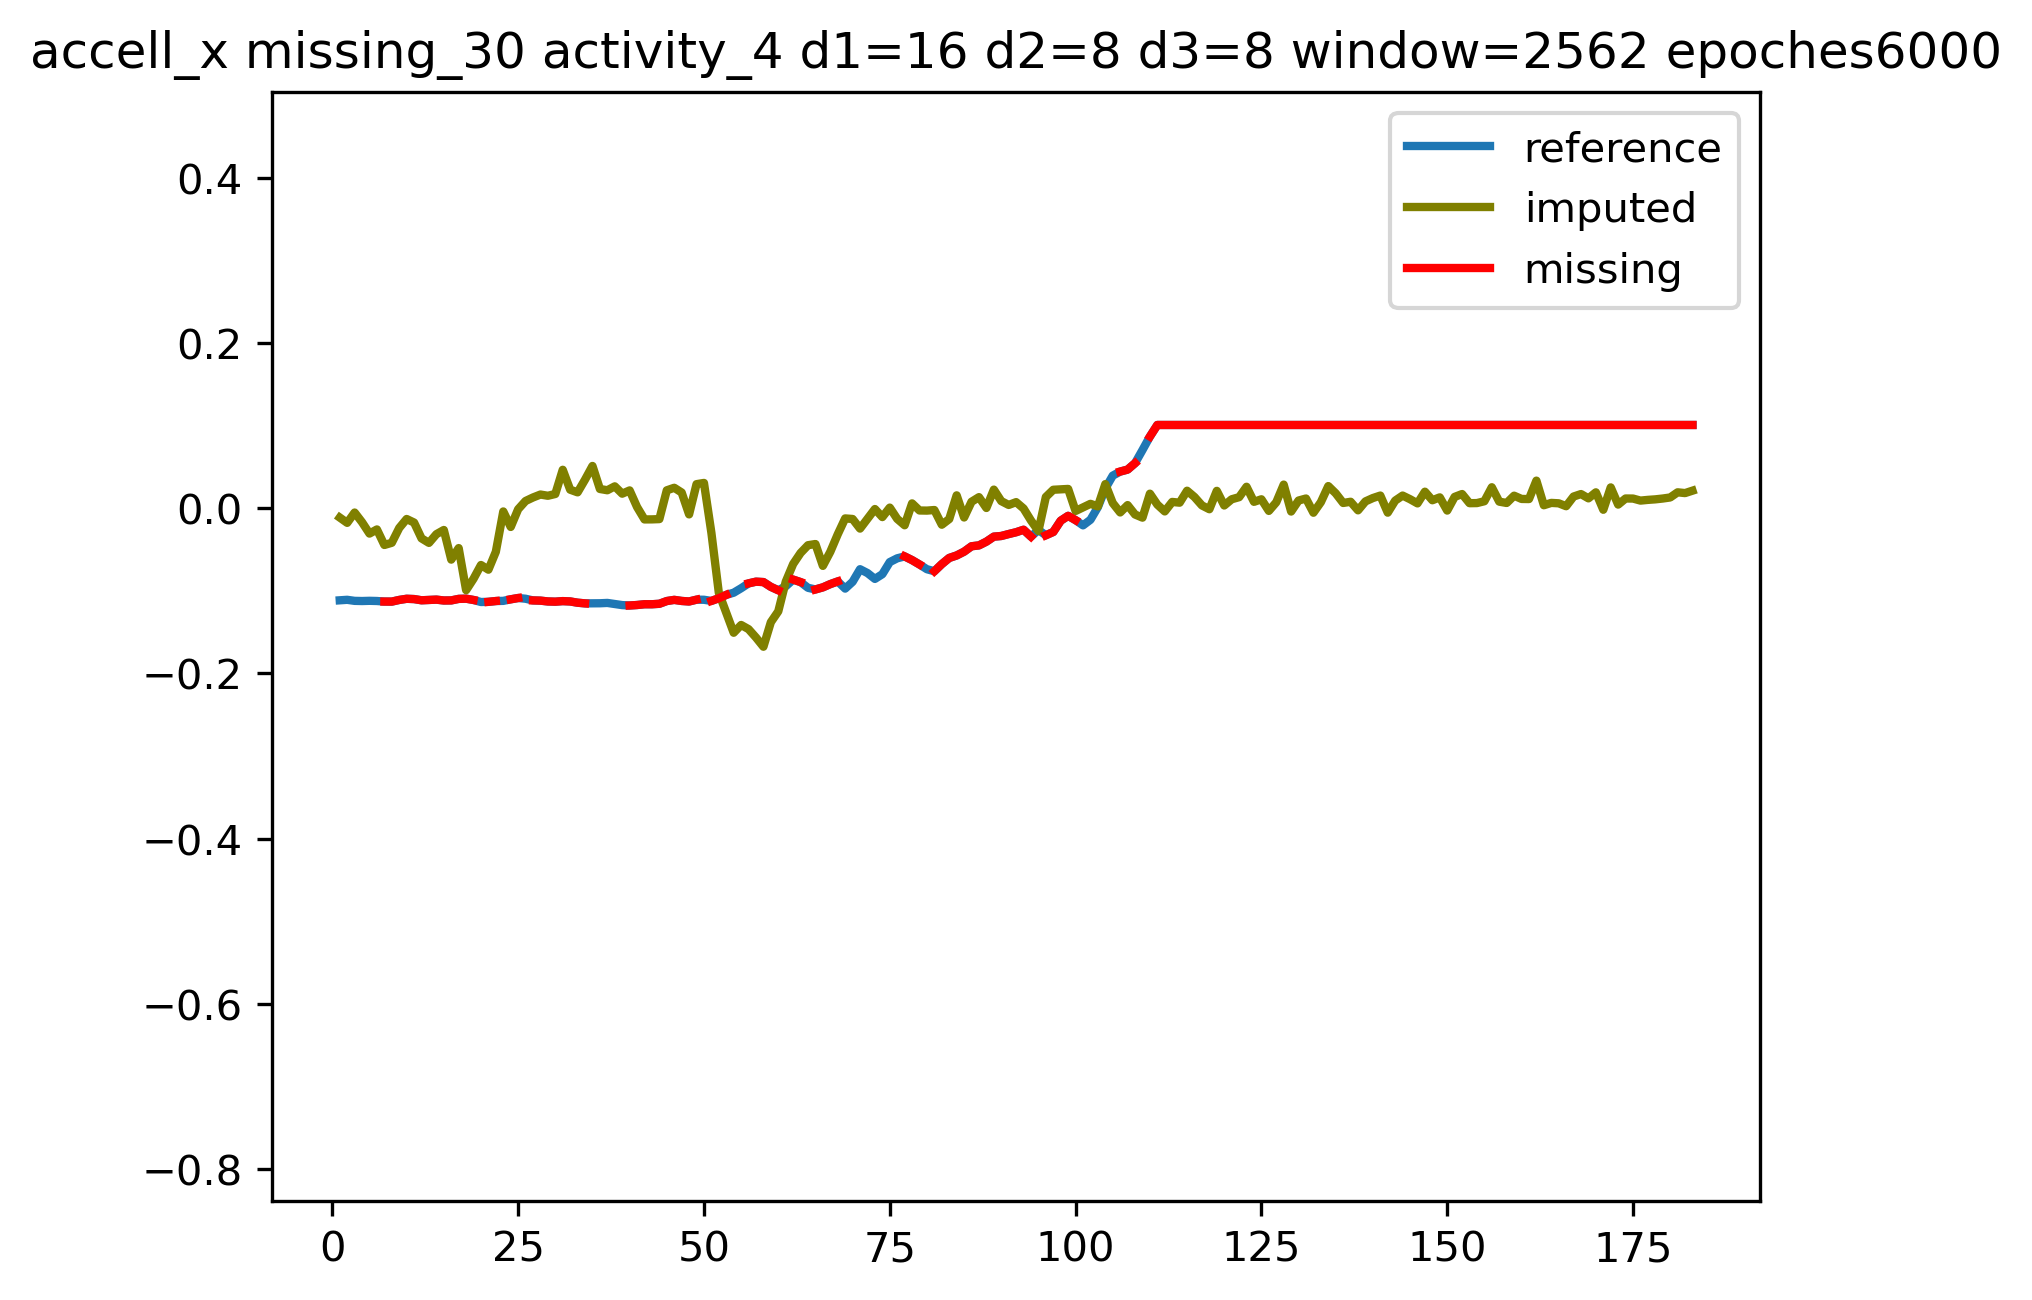 accell_x missing_30 activity_4 d1=16 d2=8 d3=8 window=2562 epoches6000
reference
imputed
missing
0.4
0.2
0.0
−0.2
−0.4
−0.6
−0.8
0 25 50 75 100 125 150 175